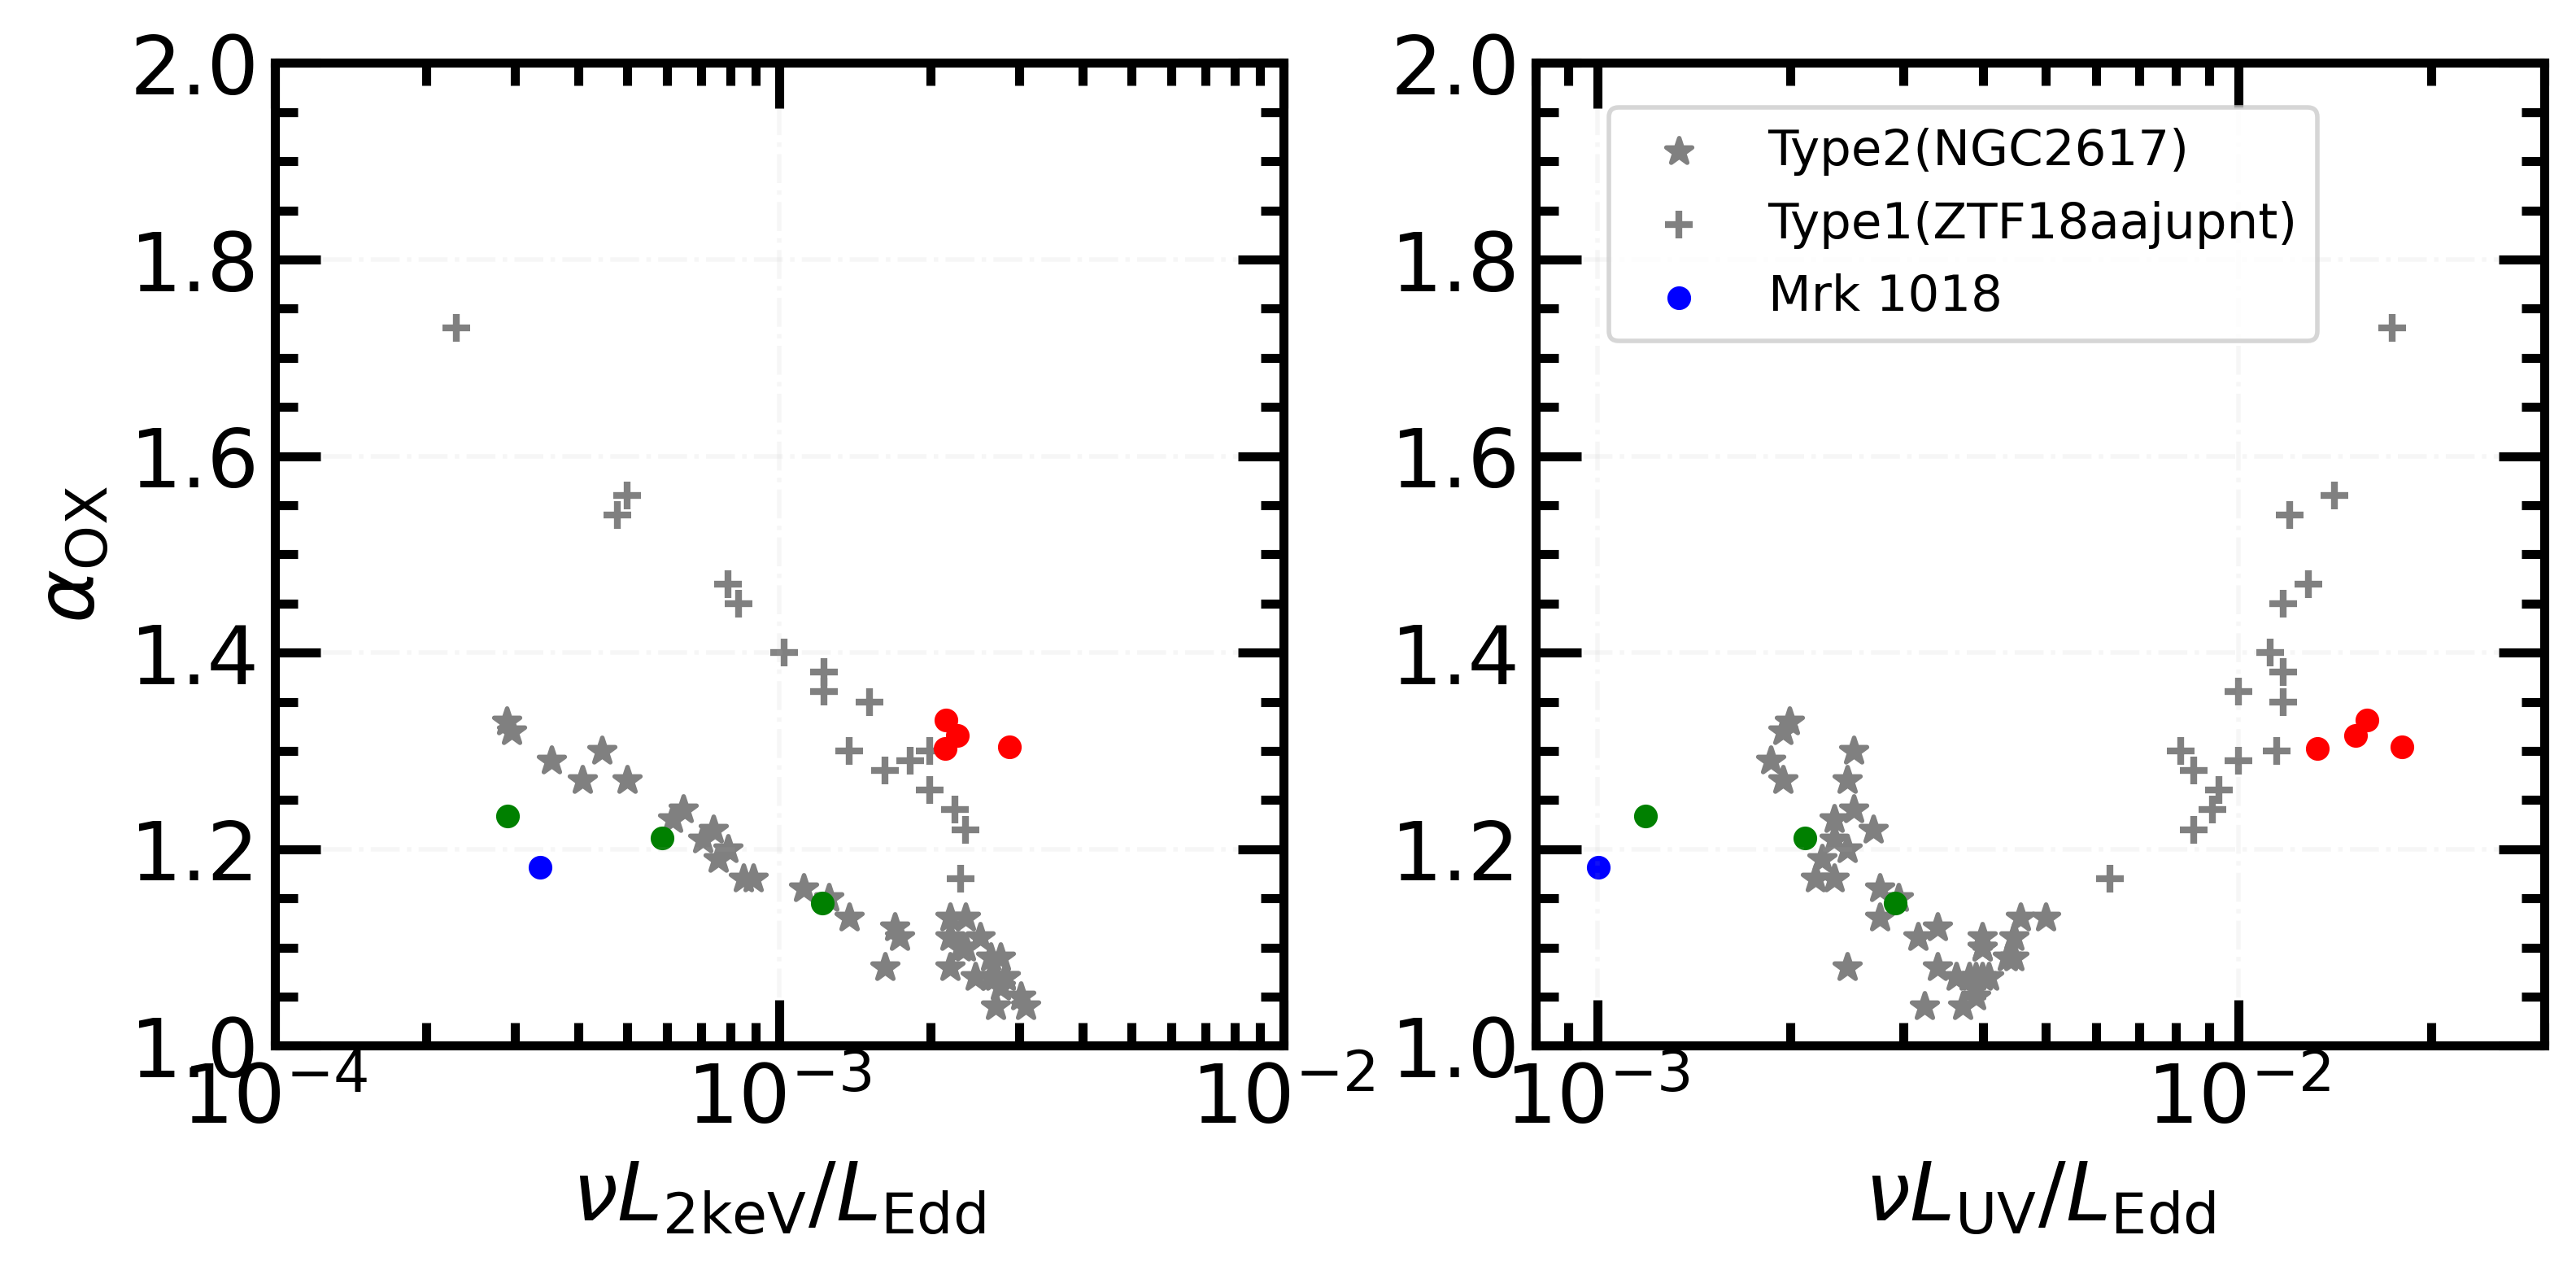 2.0
1.8
1.6
1.4
1.2
1.0
α_OX
10⁻⁴ 10⁻³ 10⁻²
νL_2keV/L_Edd
2.0
1.8
1.6
1.4
1.2
1.0
Type2(NGC2617)
Type1(ZTF18aajupnt)
Mrk 1018
10⁻³ 10⁻²
νL_UV/L_Edd